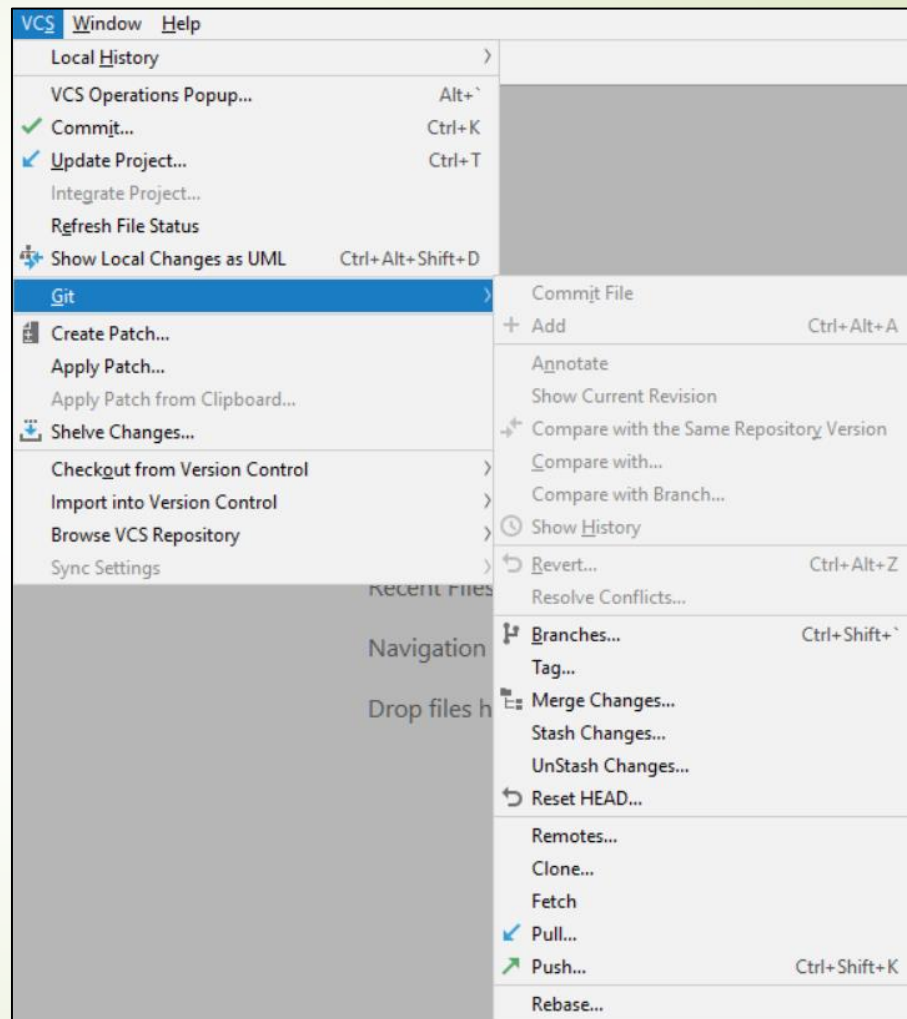 VCS Window Help
Local History
VCS Operations Popup... Alt+`
Commit... Ctrl+K
Update Project... Ctrl+T
Integrate Project...
Refresh File Status
Show Local Changes as UML Ctrl+Alt+Shift+D
Git
Create Patch...
Apply Patch...
Apply Patch from Clipboard...
Shelve Changes...
Checkout from Version Control
Import into Version Control
Browse VCS Repository
Sync Settings
Commit File
Add Ctrl+Alt+A
Annotate
Show Current Revision
Compare with the Same Repository Version
Compare with...
Compare with Branch...
Show History
Revert... Ctrl+Alt+Z
Resolve Conflicts...
Branches... Ctrl+Shift+`
Tag...
Merge Changes...
Stash Changes...
UnStash Changes...
Reset HEAD...
Remotes...
Clone...
Fetch
Pull...
Push... Ctrl+Shift+K
Rebase...
Recent Files
Navigation
Drop files h